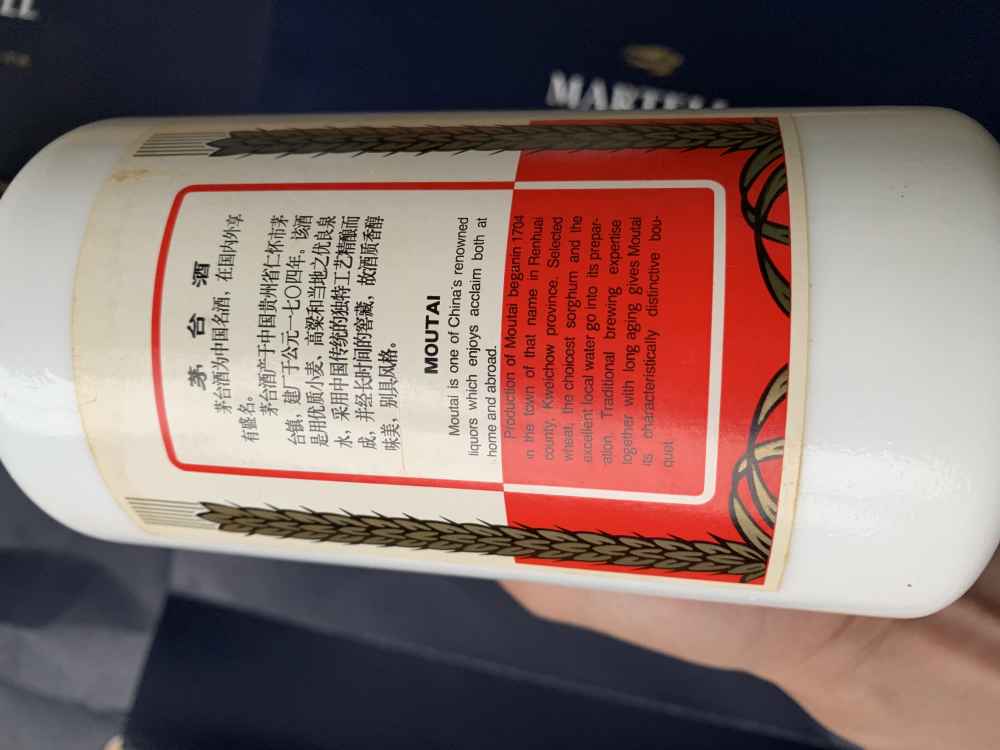 MARTELL
茅台酒
茅台酒为中国名酒，在国内外享
有盛名。
茅台酒产于中国贵州省仁怀市茅
台镇，建厂于公元一七〇四年。该酒
是用优质小麦、高粱和当地之优良泉
水，采用中国传统的独特工艺精酿而
成，并经长时间的窖藏，故酒质香醇
味美，别具风格。
MOUTAI
Moutai is one of China's renowned
liquors which enjoys acclaim both at
home and abroad.
Production of Moutai beganin 1704
in the town of that name in Renhuai
county, Kweichow province. Selected
wheat, the choicest sorghum and the
excellent local water go into its prepar-
ation. Traditional brewing expertise
together with long aging gives Moutai
its characteristically distinctive bou-
quet